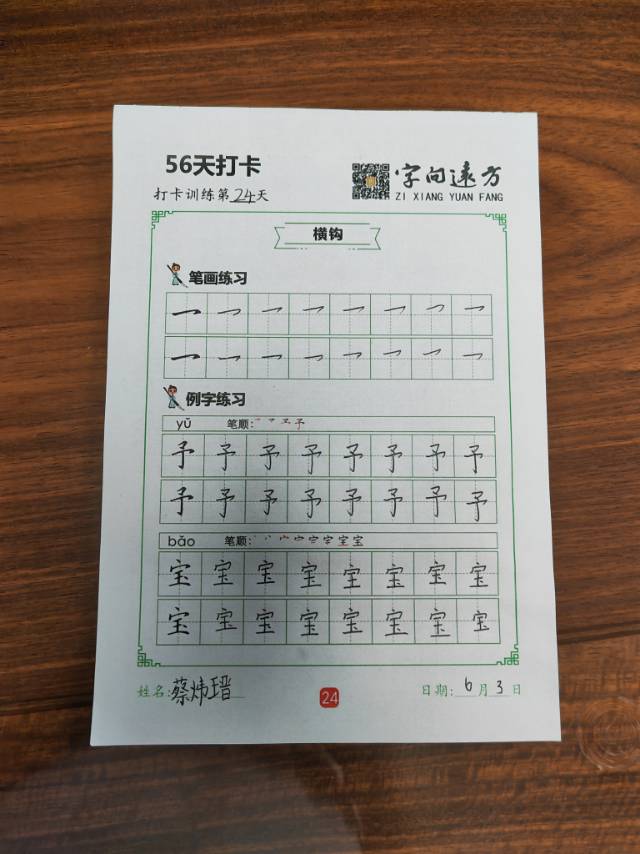 56天打卡
打卡训练第24天
字向远方
ZI XIANG YUAN FANG
横钩
笔画练习
例字练习
yǔ 笔顺:
予 予 予 予 予 予 予 予
予 予 予 予 予 予 予 予
bǎo 笔顺:
宝 宝 宝 宝 宝 宝 宝 宝
宝 宝 宝 宝 宝 宝 宝 宝
姓名:蔡炜瑨
24
日期: 6月3日